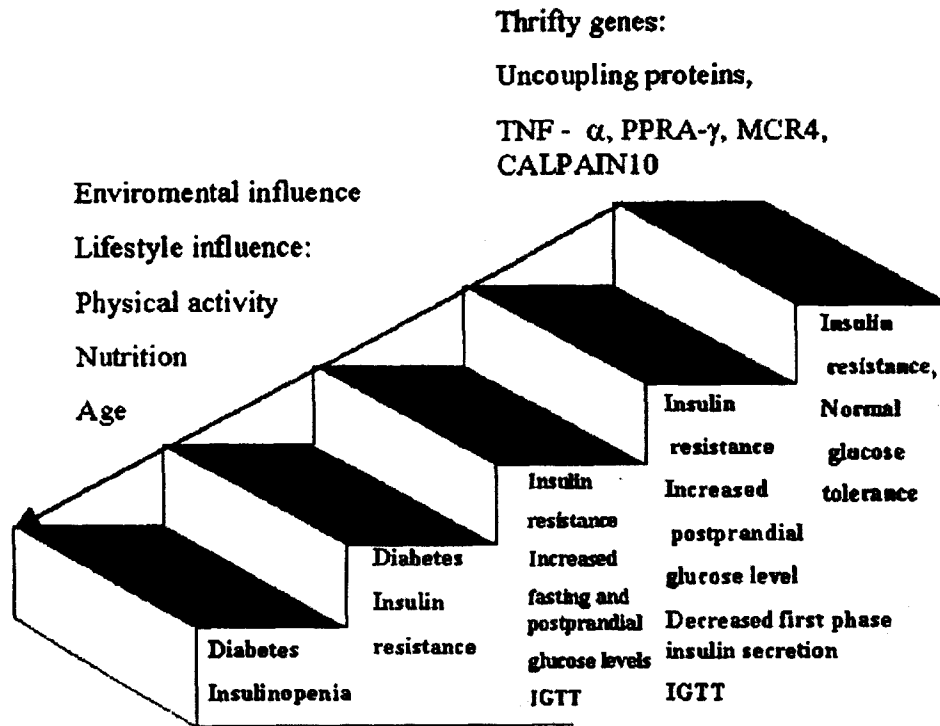 Thrifty genes:
Uncoupling proteins,
TNF - α, PPRA-γ, MCR4,
CALPAIN10
Enviromental influence
Lifestyle influence:
Physical activity
Nutrition
Age
Insulin
resistance,
Normal
glucose
tolerance
Insulin
resistance
Increased
postprandial
glucose level
Decreased first phase
insulin secretion
IGTT
Insulin
resistance
Increased
fasting and
postprandial
glucose levels
IGTT
Diabetes
Insulin
resistance
Diabetes
Insulinopenia